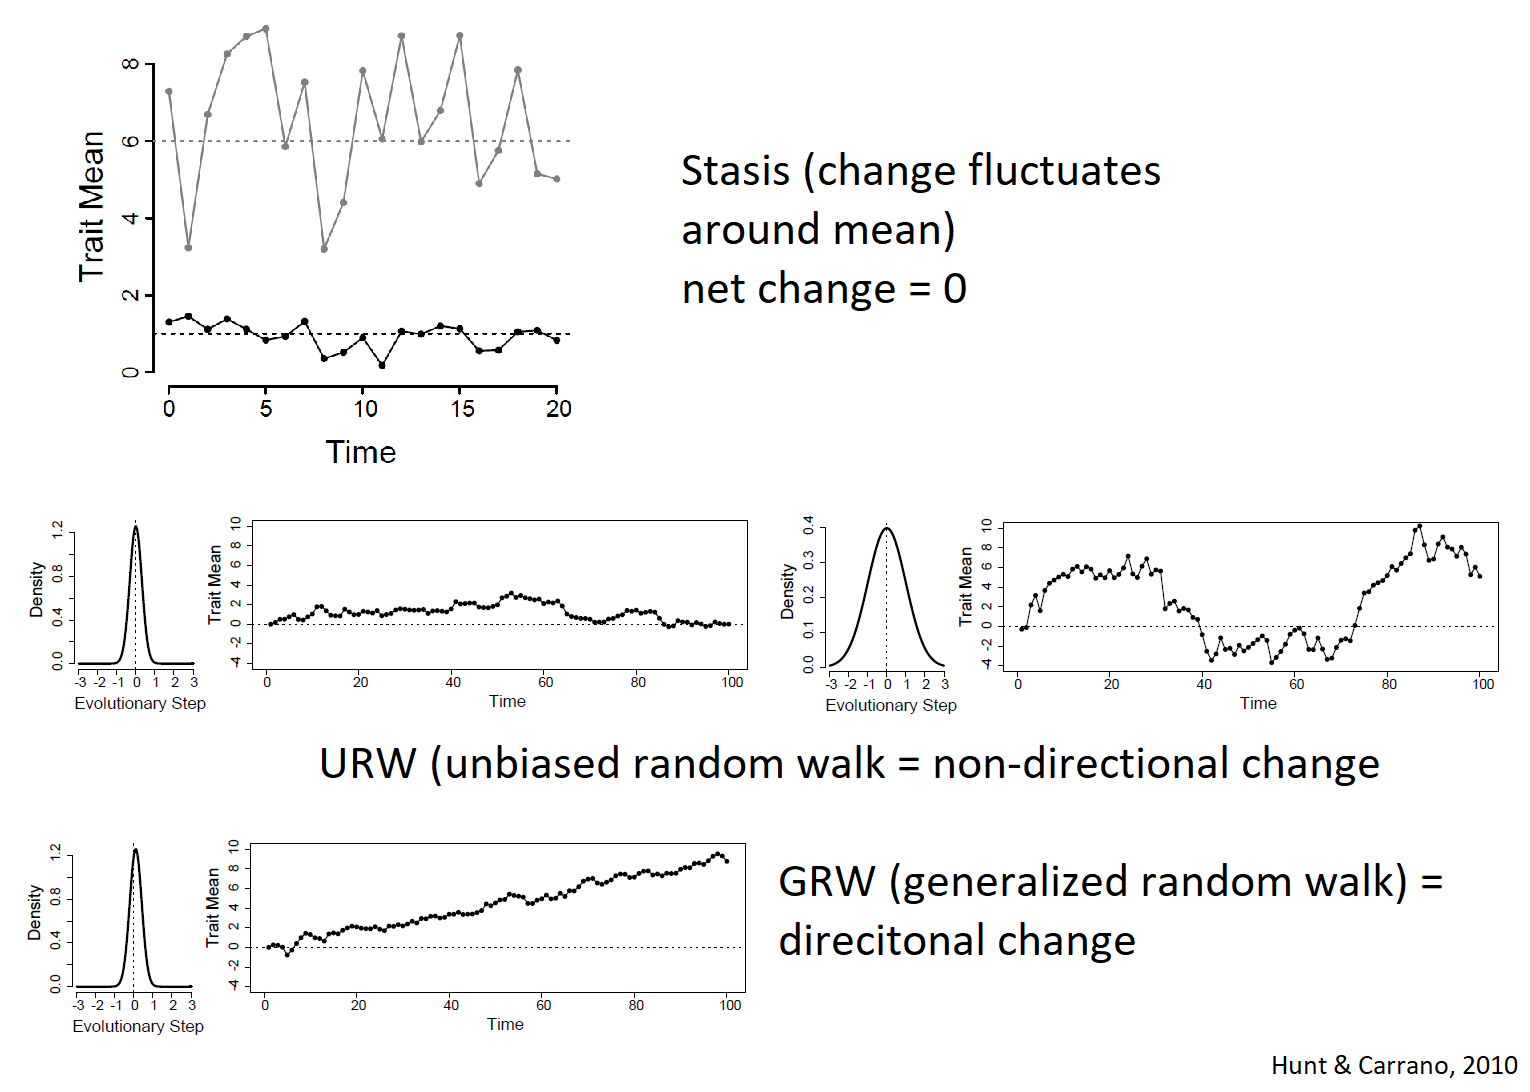 8
6
4
2
0
Trait Mean
0 5 10 15 20
Time
Stasis (change fluctuates
around mean)
net change = 0
1.2
0.8
0.4
0.0
Density
-3 -2 -1 0 1 2 3
Evolutionary Step
10
8
6
4
2
0
-2
-4
Trait Mean
0 20 40 60 80 100
Time
0.4
0.3
0.2
0.1
0.0
Density
-3 -2 -1 0 1 2 3
Evolutionary Step
10
8
6
4
2
0
-2
-4
Trait Mean
0 20 40 60 80 100
Time
URW (unbiased random walk = non-directional change
1.2
0.8
0.4
0.0
Density
-3 -2 -1 0 1 2 3
Evolutionary Step
10
8
6
4
2
0
-2
-4
Trait Mean
0 20 40 60 80 100
Time
GRW (generalized random walk) =
direcitonal change
Hunt & Carrano, 2010